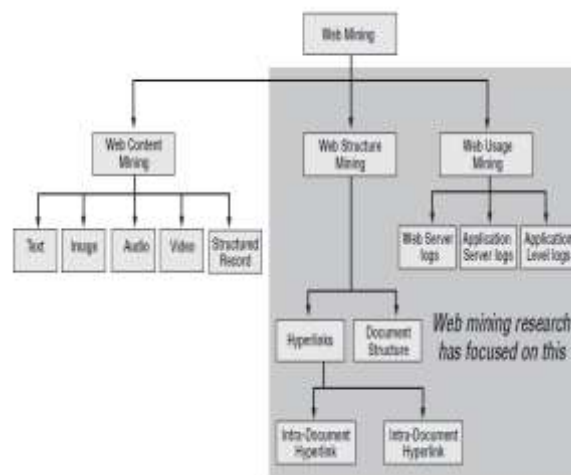 Web Mining
Web Content
Mining
Web Structure
Mining
Web Usage
Mining
Text
Image
Audio
Video
Structured
Record
Web Server
logs
Application
Server logs
Application
Level logs
Hyperlinks
Document
Structure
Web mining research
has focused on this
Intra-Document
Hyperlink
Intra-Document
Hyperlink